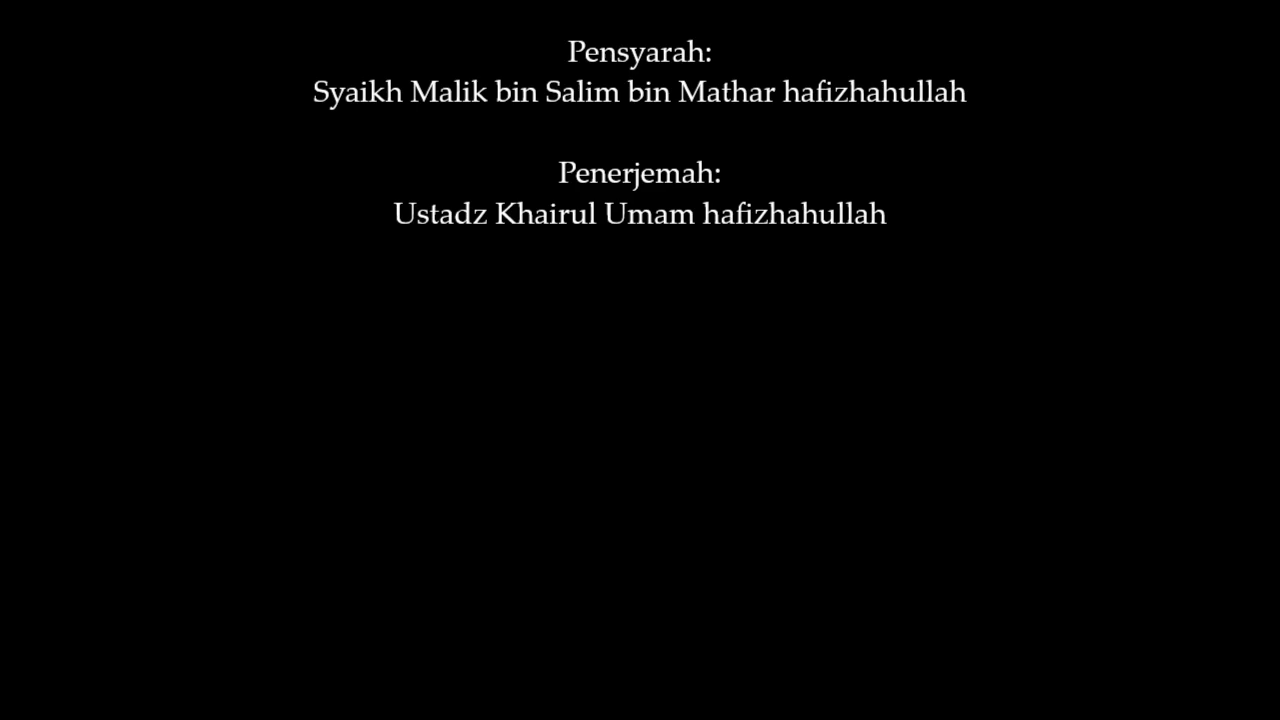 Pensyarah:
Syaikh Malik bin Salim bin Mathar hafizhahullah
Penerjemah:
Ustadz Khairul Umam hafizhahullah